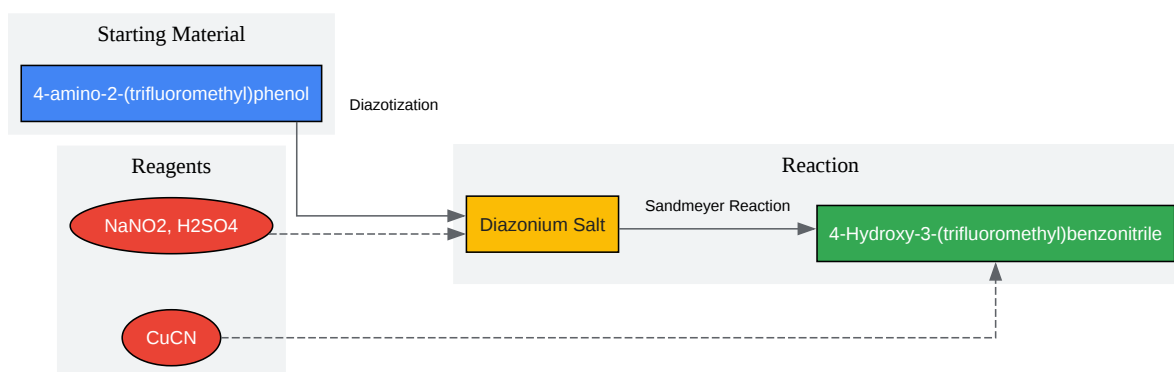 Starting Material
4-amino-2-(trifluoromethyl)phenol
Diazotization
Reagents
NaNO2, H2SO4
CuCN
Reaction
Diazonium Salt
Sandmeyer Reaction
4-Hydroxy-3-(trifluoromethyl)benzonitrile